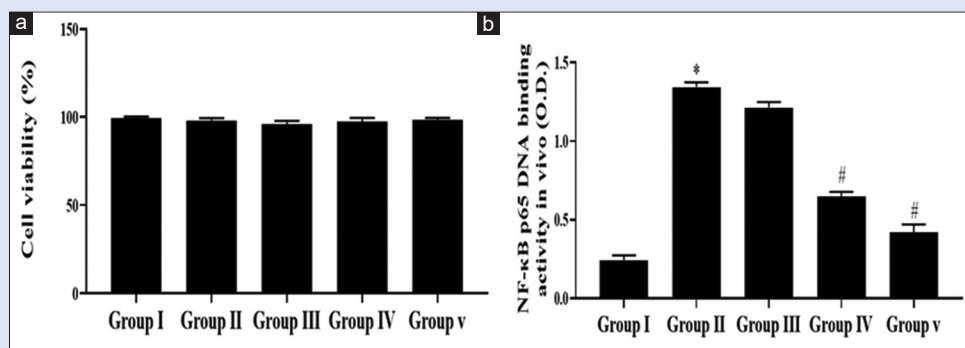 a
150
100
50
0
Cell viability (%)
Group I Group II Group III Group IV Group v
b
NF-κB p65 DNA binding
activity in vivo (O.D.)
1.5
1.0
0.5
0.0
*
#
#
Group I Group II Group III Group IV Group v